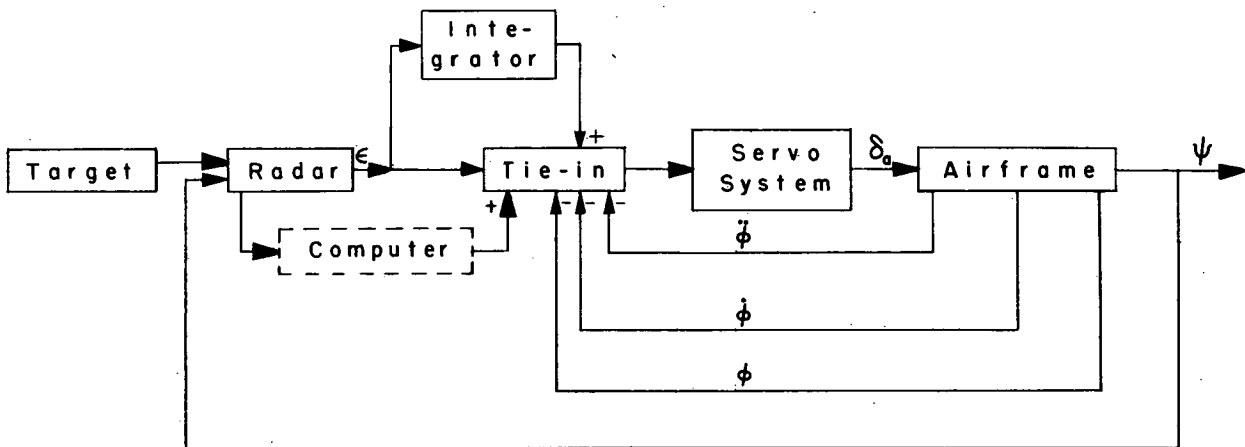 Inte-
grator
+
Target
Radar
ϵ
Tie-in
Servo
System
δa
Airframe
ψ
+
-
-
-
Computer
ϕ̈
ϕ̇
ϕ